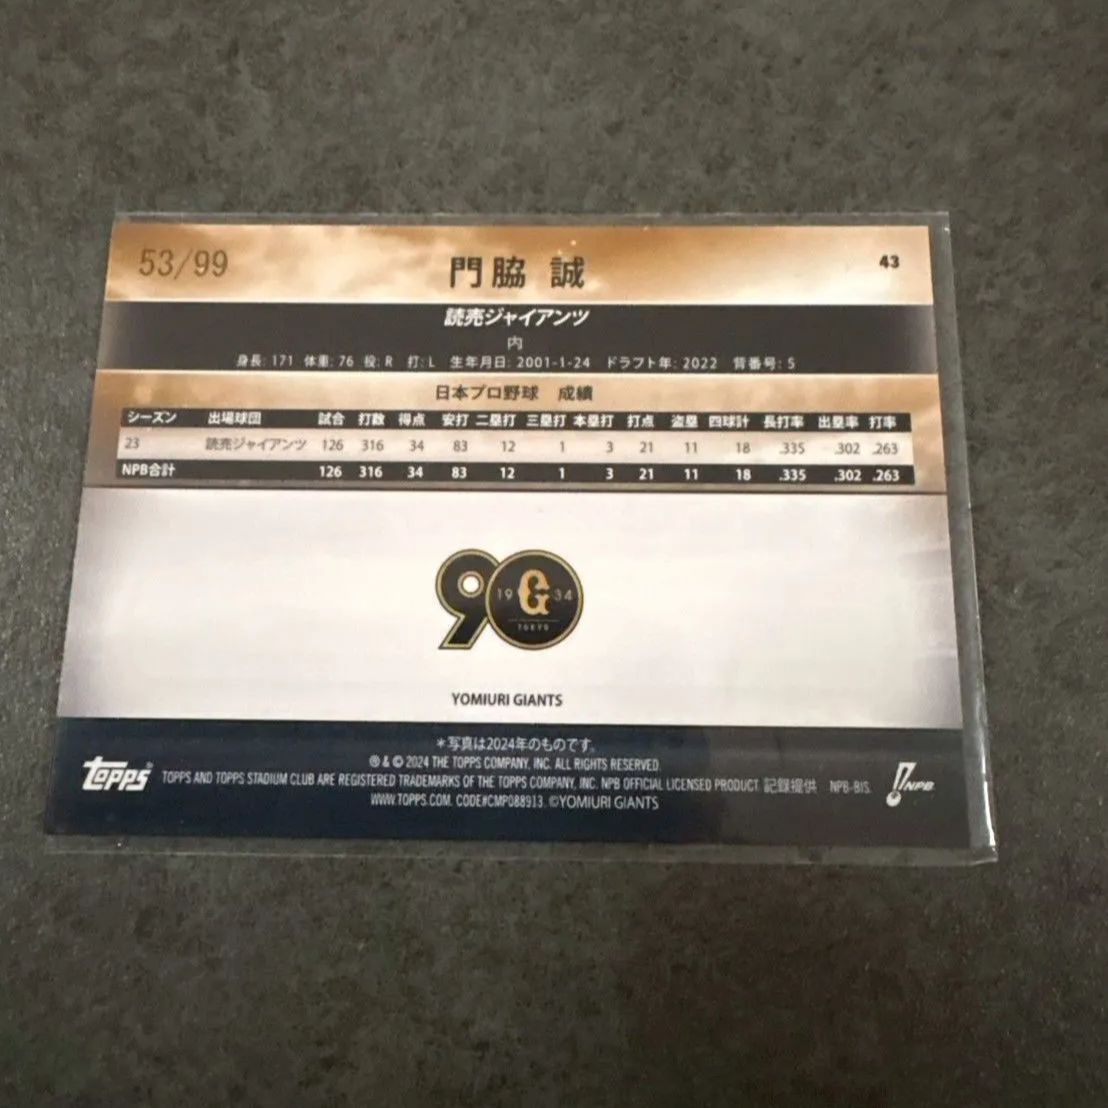 53/99 門脇 誠 43
読売ジャイアンツ
内
身長: 171 体重: 76 投: R 打: L 生年月日: 2001-1-24 ドラフト年: 2022 背番号: 5
日本プロ野球 成績
シーズン 出場球団 試合 打数 得点 安打 二塁打 三塁打 本塁打 打点 盗塁 四球計 長打率 出塁率 打率
23 読売ジャイアンツ 126 316 34 83 12 1 3 21 11 18 .335 .302 .263
NPB合計 126 316 34 83 12 1 3 21 11 18 .335 .302 .263
90 19 G 34
TOKYO
YOMIURI GIANTS
*写真は2024年のものです。
® & © 2024 THE TOPPS COMPANY, INC. ALL RIGHTS RESERVED.
topps TOPPS AND TOPPS STADIUM CLUB ARE REGISTERED TRADEMARKS OF THE TOPPS COMPANY, INC. NPB OFFICIAL LICENSED PRODUCT 記録提供 NPB-BIS. NPB
WWW.TOPPS.COM. CODE#CMP088913. ©YOMIURI GIANTS